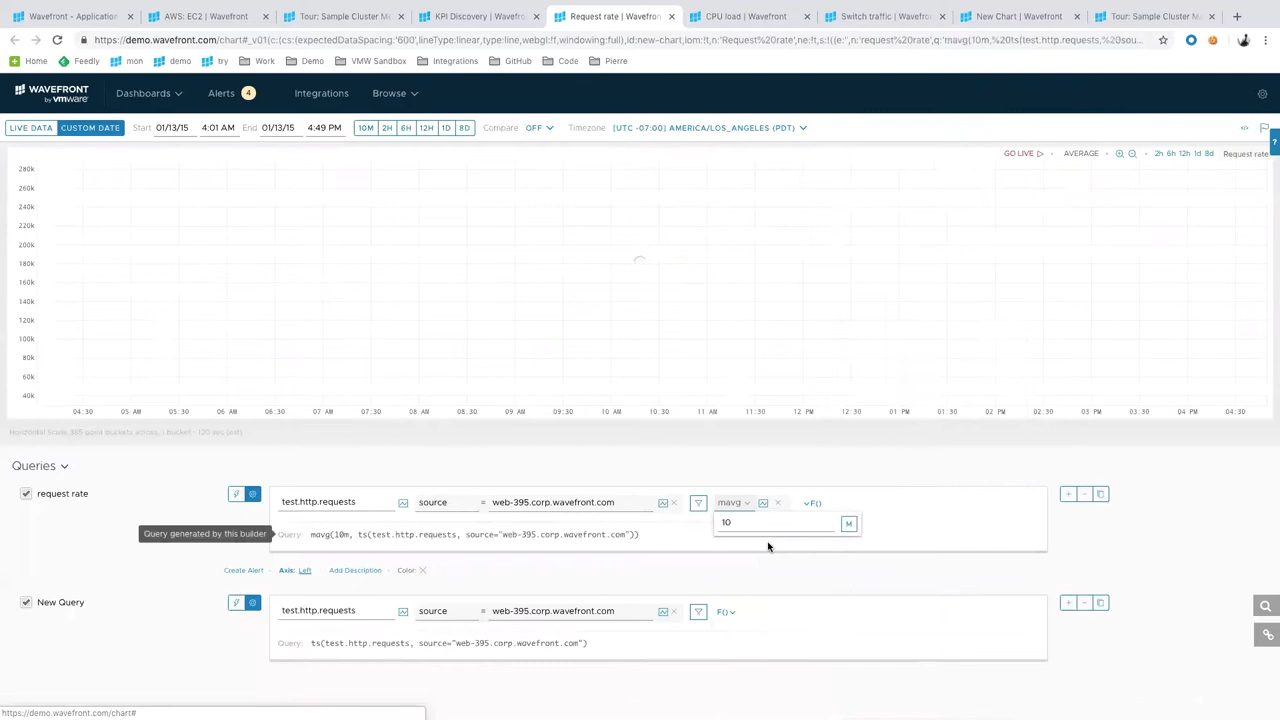 Wavefront - Application
AWS: EC2 | Wavefront
Tour: Sample Cluster Me
KPI Discovery | Wavefro
Request rate | Wavefron
CPU load | Wavefront
Switch traffic | Wavefron
New Chart | Wavefront
Tour: Sample Cluster Me
https://demo.wavefront.com/chart#_v01(c:(cs:(expectedDataSpacing:'600',lineType:linear,type:line,webgl:!f,windowing:full),id:new-chart,iom:!t,n:'Request%20rate',ne:!f,s:!((e:'',n:'request%20rate',q:'mavg(10m,%20ts(test.http.requests,%20sou...
Home
Feedly
mon
demo
try
Work
Demo
VMW Sandbox
Integrations
GitHub
Code
Pierre
WAVEFRONT
by vmware
Dashboards
Alerts
4
Integrations
Browse
LIVE DATA CUSTOM DATE Start 01/13/15 4:01 AM End 01/13/15 4:49 PM 10M 2H 6H 12H 1D 8D Compare OFF Timezone [UTC -07:00] AMERICA/LOS_ANGELES (PDT)
GO LIVE AVERAGE 2h 6h 12h 1d 8d Request rate
280k
260k
240k
220k
200k
180k
160k
140k
120k
100k
80k
60k
40k
04:30 05 AM 05:30 06 AM 06:30 07 AM 07:30 08 AM 08:30 09 AM 09:30 10 AM 10:30 11 AM 11:30 12 PM 12:30 01 PM 01:30 02 PM 02:30 03 PM 03:30 04 PM 04:30
Queries
request rate
test.http.requests source = web-395.corp.wavefront.com mavg F()
10 M
Query generated by this builder
Query: mavg(10m, ts(test.http.requests, source="web-395.corp.wavefront.com"))
Create Alert Axis: Left Add Description Color:
New Query
test.http.requests source = web-395.corp.wavefront.com F()
Query: ts(test.http.requests, source="web-395.corp.wavefront.com")
https://demo.wavefront.com/chart#